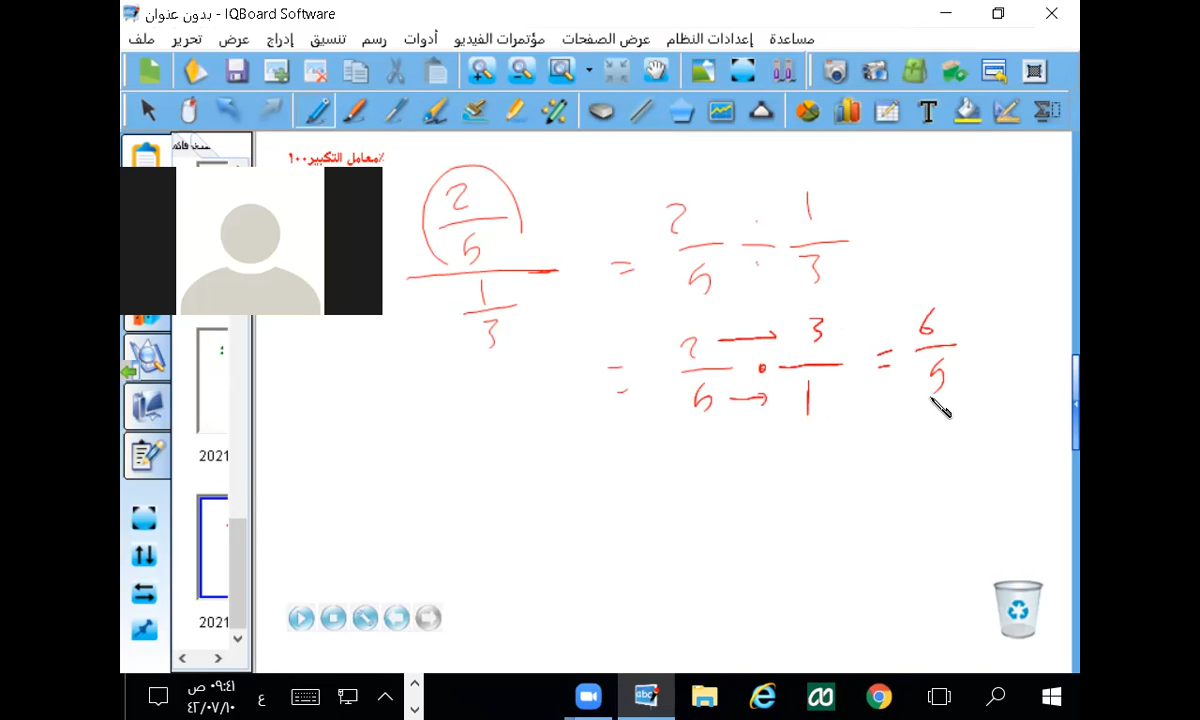 بدون عنوان - IQBoard Software
ملف تحرير عرض إدراج تنسيق رسم أدوات مؤتمرات الفيديو عرض الصفحات إعدادات النظام مساعدة
معامل التكبير١٠٠٪
2/5 / 1/3 = 2/5 ÷ 1/3
= 2/5 • 3/1 = 6/5
2021
2021
٠٩:٤١ ص
ع
٤٢/٠٧/١٠
abc